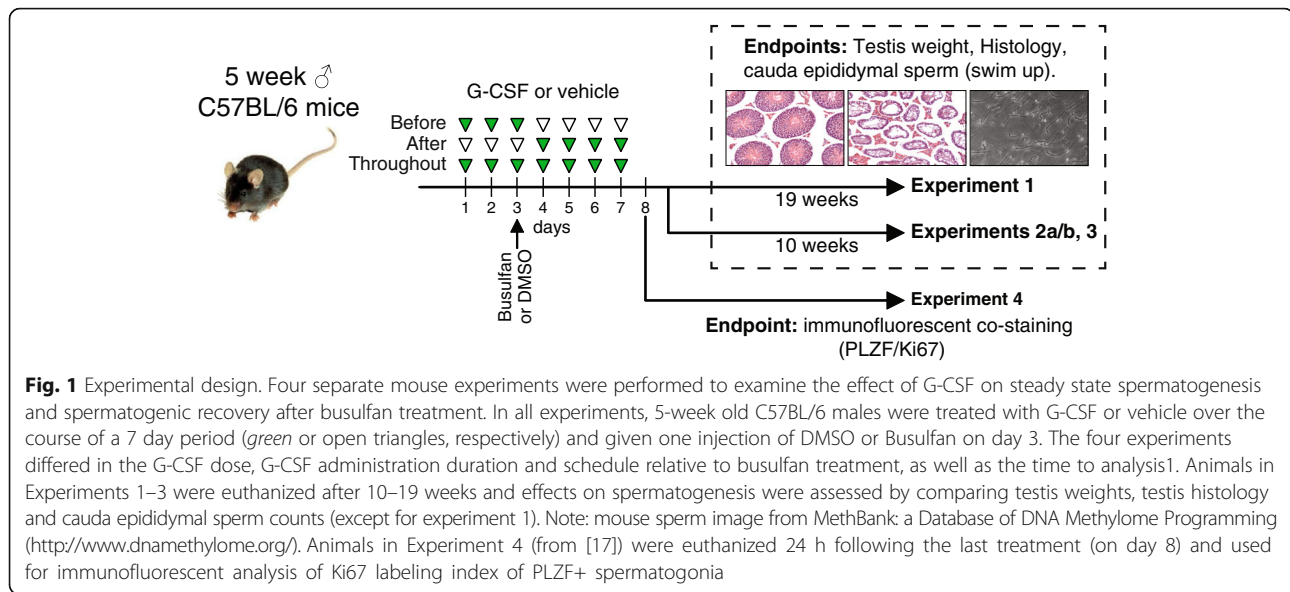 5 week ♂
C57BL/6 mice
G-CSF or vehicle
Before
After
Throughout
1 2 3 4 5 6 7 8
days
Busulfan
or DMSO
Endpoints: Testis weight, Histology,
cauda epididymal sperm (swim up).
19 weeks
Experiment 1
10 weeks
Experiments 2a/b, 3
Experiment 4
Endpoint: immunofluorescent co-staining
(PLZF/Ki67)
Fig. 1 Experimental design. Four separate mouse experiments were performed to examine the effect of G-CSF on steady state spermatogenesis
and spermatogenic recovery after busulfan treatment. In all experiments, 5-week old C57BL/6 males were treated with G-CSF or vehicle over the
course of a 7 day period (green or open triangles, respectively) and given one injection of DMSO or Busulfan on day 3. The four experiments
differed in the G-CSF dose, G-CSF administration duration and schedule relative to busulfan treatment, as well as the time to analysis1. Animals in
Experiments 1–3 were euthanized after 10–19 weeks and effects on spermatogenesis were assessed by comparing testis weights, testis histology
and cauda epididymal sperm counts (except for experiment 1). Note: mouse sperm image from MethBank: a Database of DNA Methylome Programming
(http://www.dnamethylome.org/). Animals in Experiment 4 (from [17]) were euthanized 24 h following the last treatment (on day 8) and used
for immunofluorescent analysis of Ki67 labeling index of PLZF+ spermatogonia